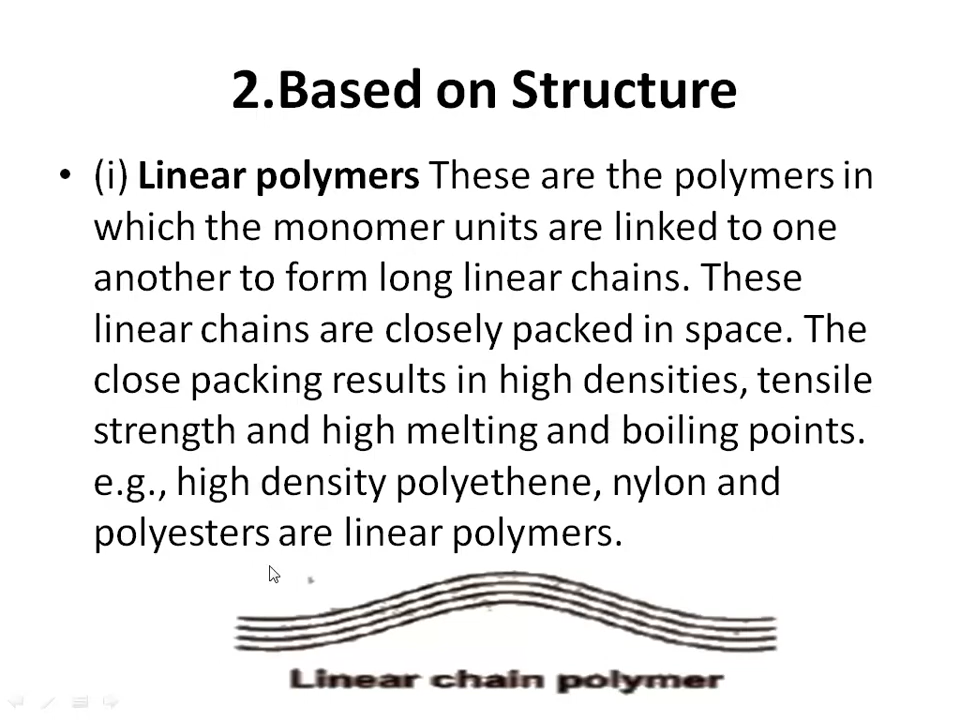 2.Based on Structure
• (i) Linear polymers These are the polymers in
which the monomer units are linked to one
another to form long linear chains. These
linear chains are closely packed in space. The
close packing results in high densities, tensile
strength and high melting and boiling points.
e.g., high density polyethene, nylon and
polyesters are linear polymers.
Linear chain polymer